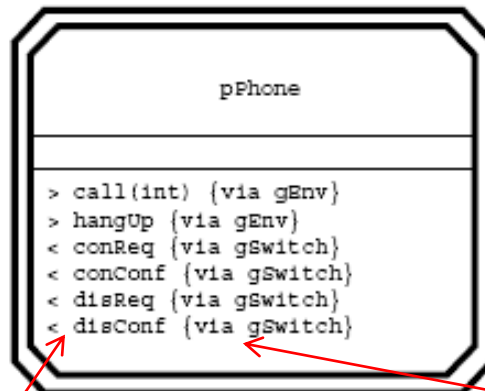 pPhone
> call(int) {via gEnv}
> hangUp {via gEnv}
< conReq {via gSwitch}
< conConf {via gSwitch}
< disReq {via gSwitch}
< disConf {via gSwitch}